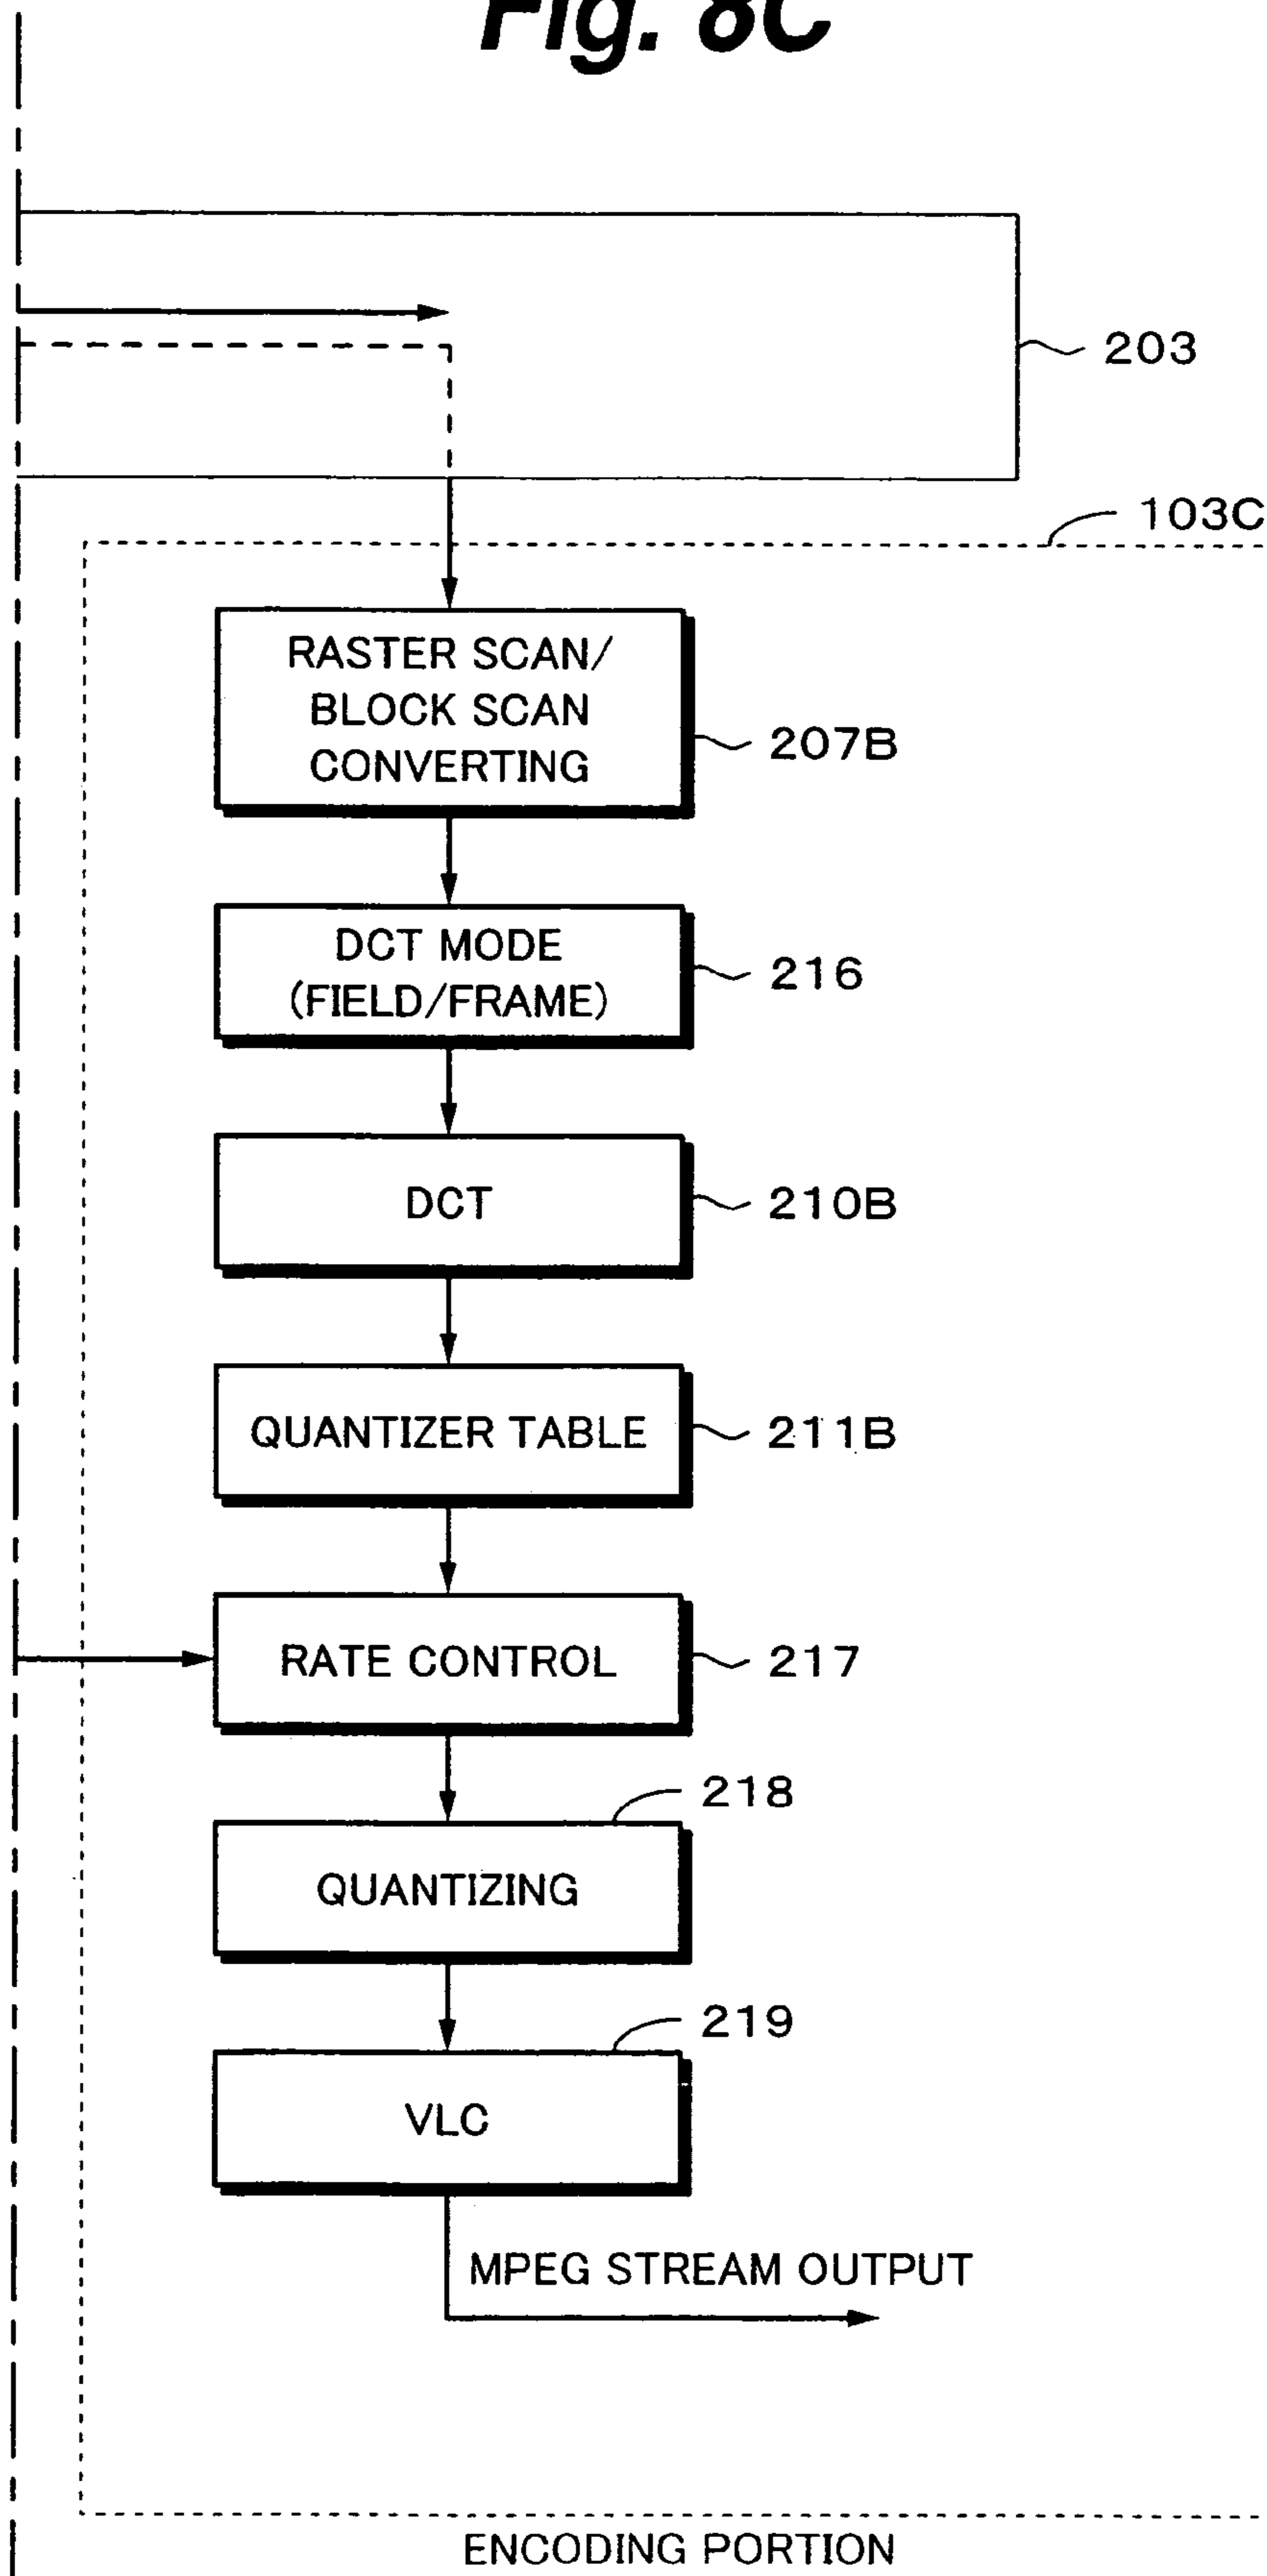 Fig. 8C
203
103C
RASTER SCAN/
BLOCK SCAN
CONVERTING
207B
DCT MODE
(FIELD/FRAME)
216
DCT
210B
QUANTIZER TABLE
211B
RATE CONTROL
217
218
QUANTIZING
219
VLC
MPEG STREAM OUTPUT
ENCODING PORTION